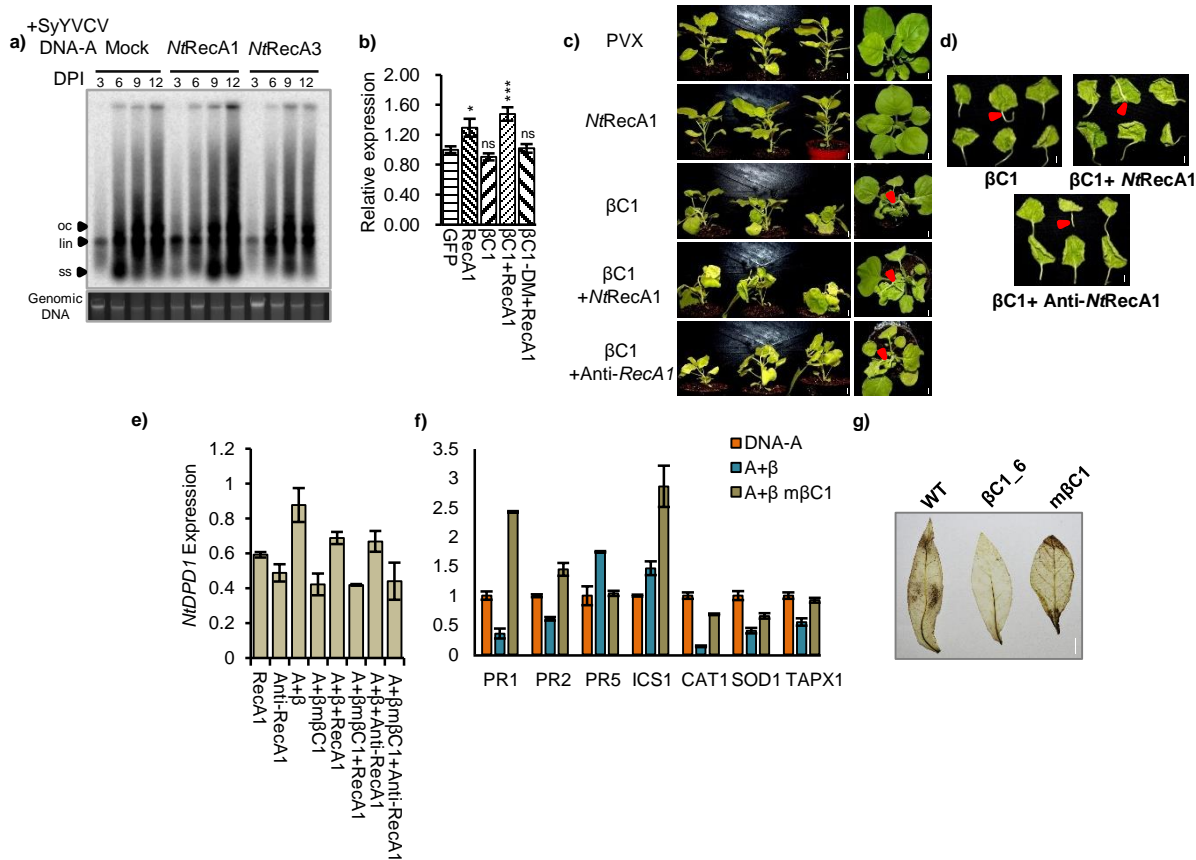 +SyYVCV
DNA-A
a)
Mock
NtRecA1
NtRecA3
DPI
3 6 9 12 3 6 9 12 3 6 9 12
oc
lin
ss
Genomic
DNA
b)
Relative expression
2.00
1.60
1.20
0.80
0.40
0.00
*
ns
***
ns
GFP
RecA1
βC1
βC1+RecA1
βC1-DM+RecA1
c)
PVX
NtRecA1
βC1
βC1
+NtRecA1
βC1
+Anti-RecA1
d)
βC1
βC1+ NtRecA1
βC1+ Anti-NtRecA1
e)
NtDPD1 Expression
1.2
1
0.8
0.6
0.4
0.2
0
RecA1
Anti-RecA1
A+β
A+βmβC1
A+β+RecA1
A+βmβC1+RecA1
A+β+Anti-RecA1
A+βmβC1+Anti-RecA1
f)
3.5
3
2.5
2
1.5
1
0.5
0
DNA-A
A+β
A+β mβC1
PR1 PR2 PR5 ICS1 CAT1 SOD1 TAPX1
g)
WT
βC1_6
mβC1